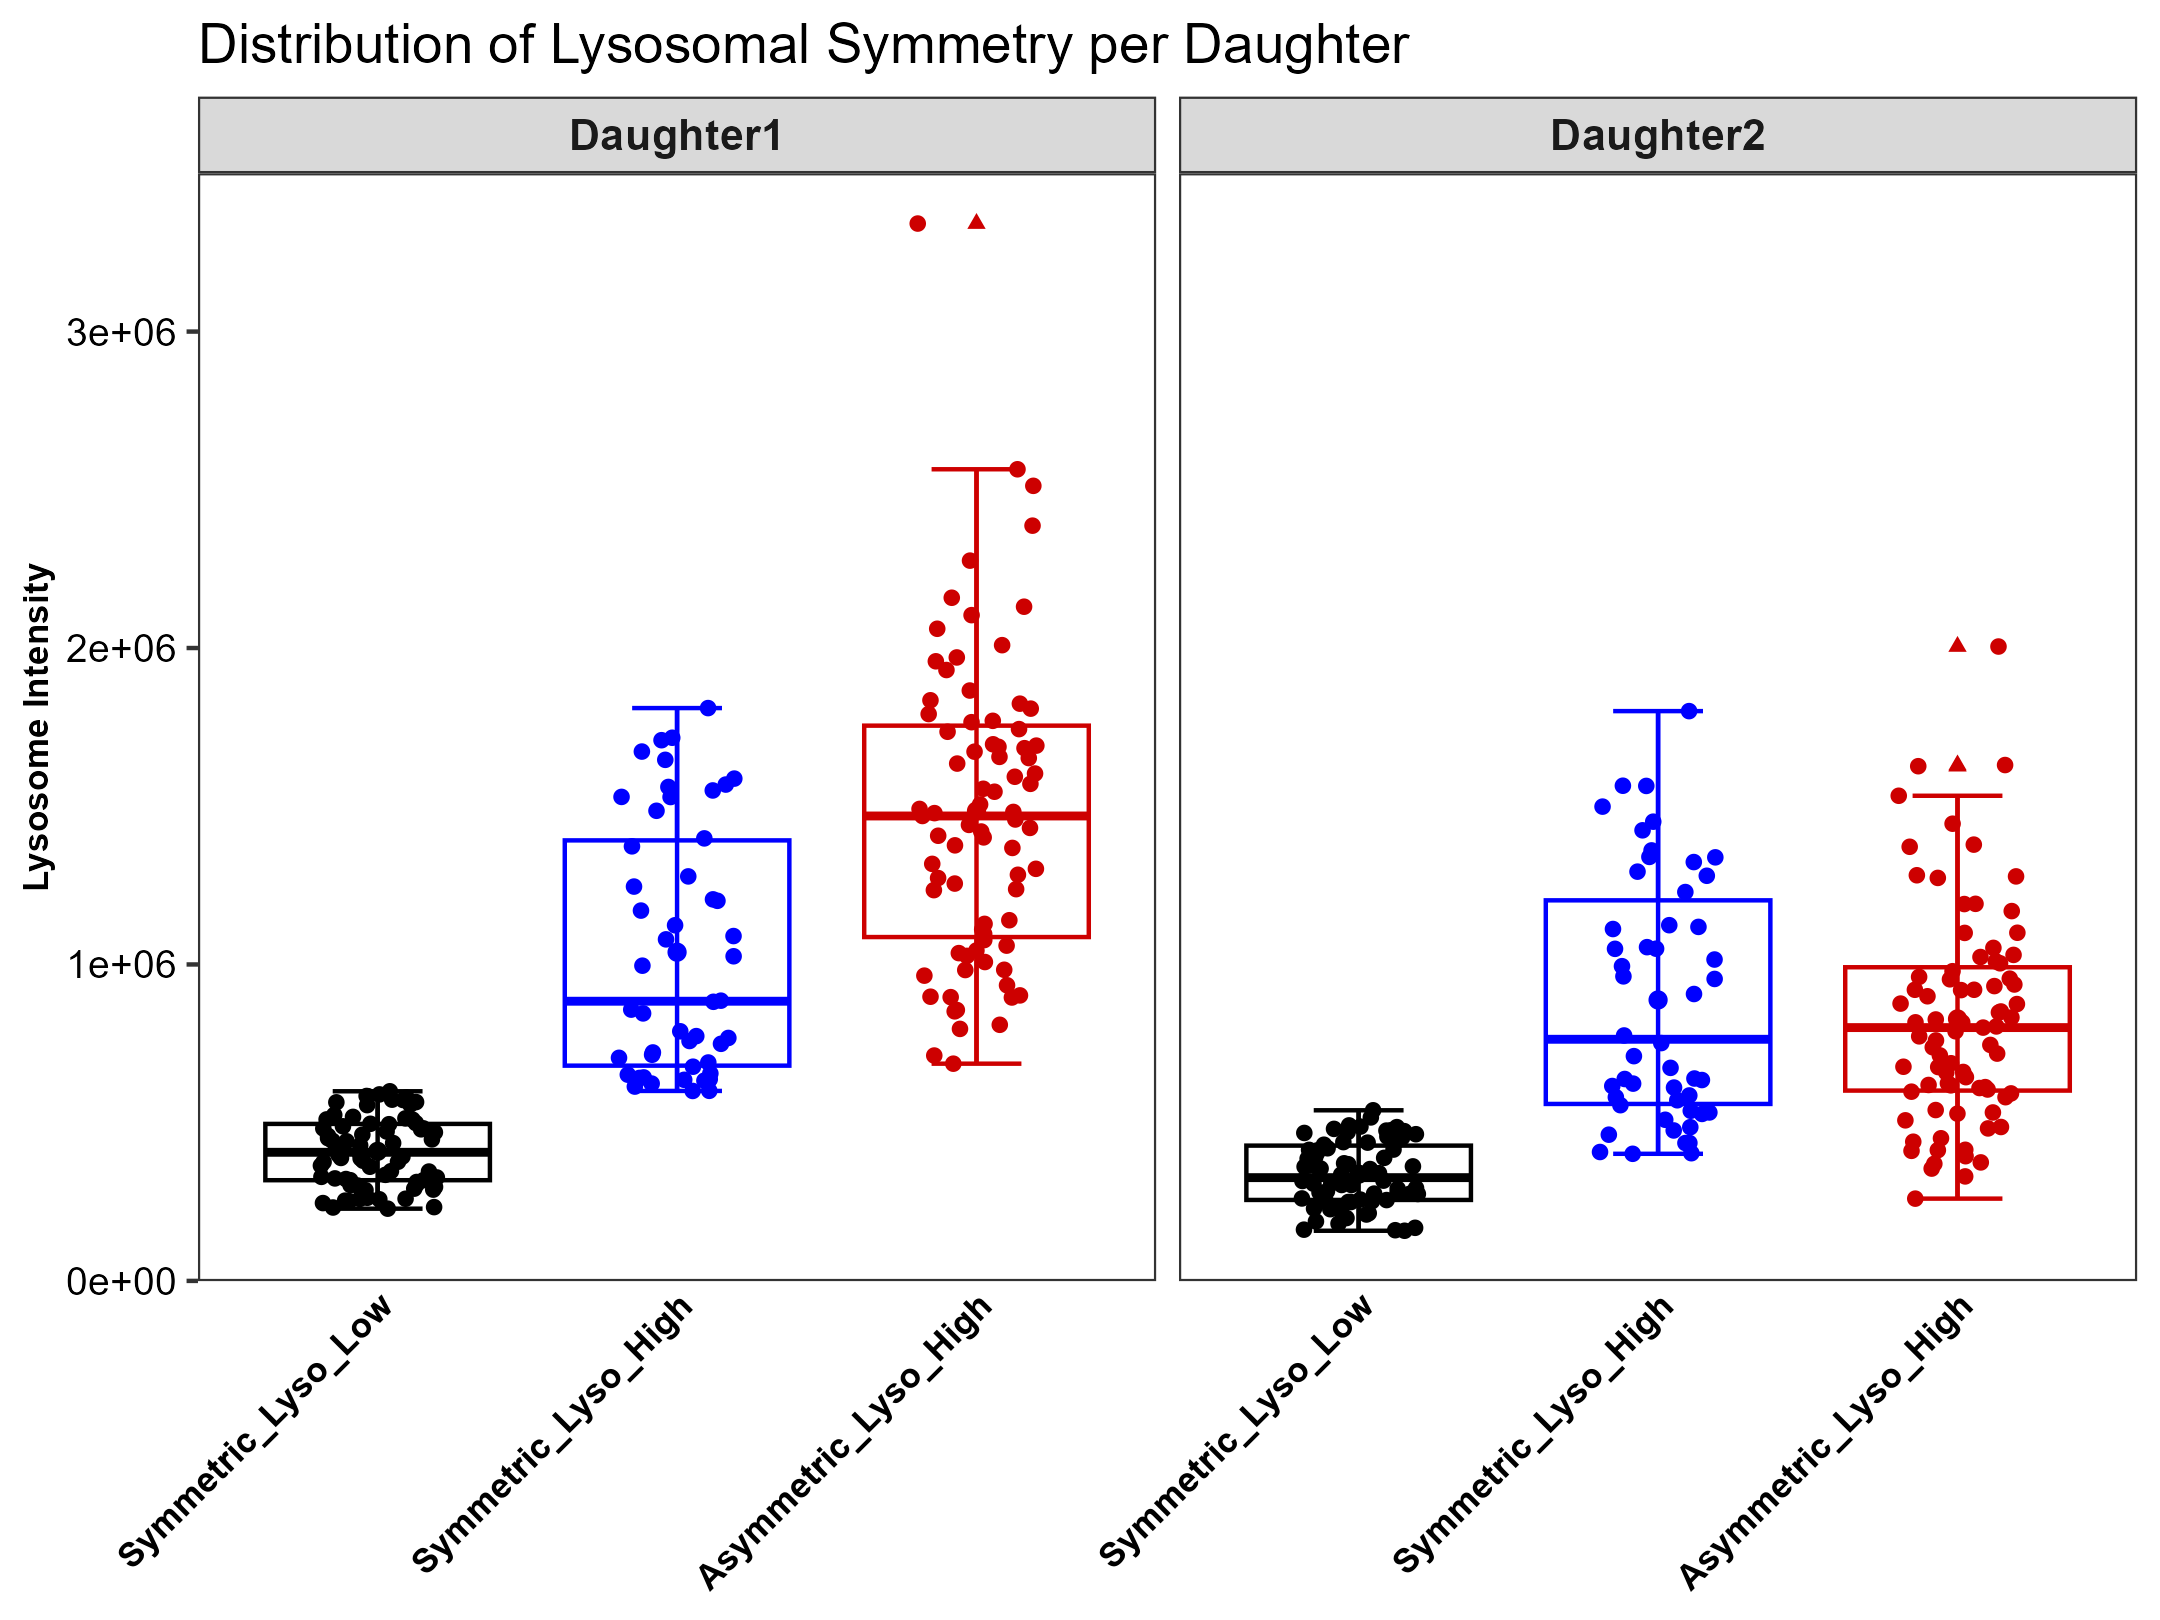 Distribution of Lysosomal Symmetry per Daughter
Daughter1
Daughter2
Lysosome Intensity
3e+06
2e+06
1e+06
0e+00
Symmetric_Lyso_Low
Symmetric_Lyso_High
Asymmetric_Lyso_High
Symmetric_Lyso_Low
Symmetric_Lyso_High
Asymmetric_Lyso_High